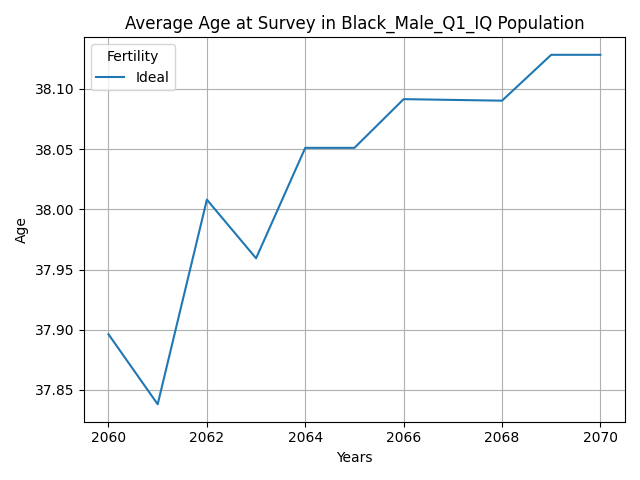 Average Age at Survey in Black_Male_Q1_IQ Population
Fertility
Ideal
Age
38.10
38.05
38.00
37.95
37.90
37.85
2060 2062 2064 2066 2068 2070
Years